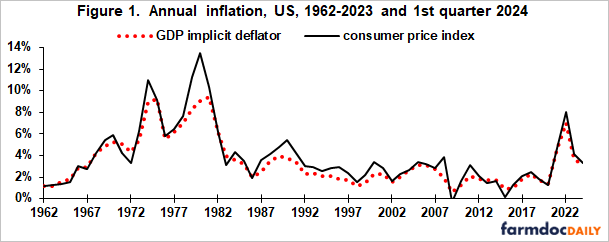 Figure 1. Annual inflation, US, 1962-2023 and 1st quarter 2024
GDP implicit deflator consumer price index
14%
12%
10%
8%
6%
4%
2%
0%
1962 1967 1972 1977 1982 1987 1992 1997 2002 2007 2012 2017 2022
farmdocDAILY